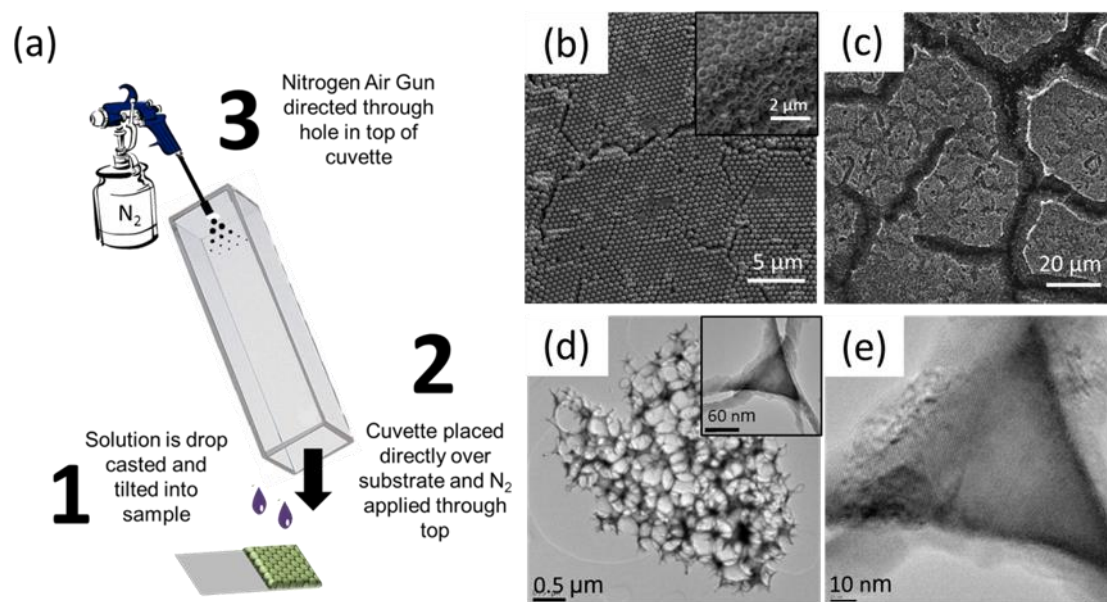 (a)
3
Nitrogen Air Gun
directed through
hole in top of
cuvette
N2
2
Cuvette placed
directly over
substrate and N2
applied through
top
1
Solution is drop
casted and
tilted into
sample
(b)
2 µm
5 µm
(c)
20 µm
(d)
60 nm
0.5 µm
(e)
10 nm